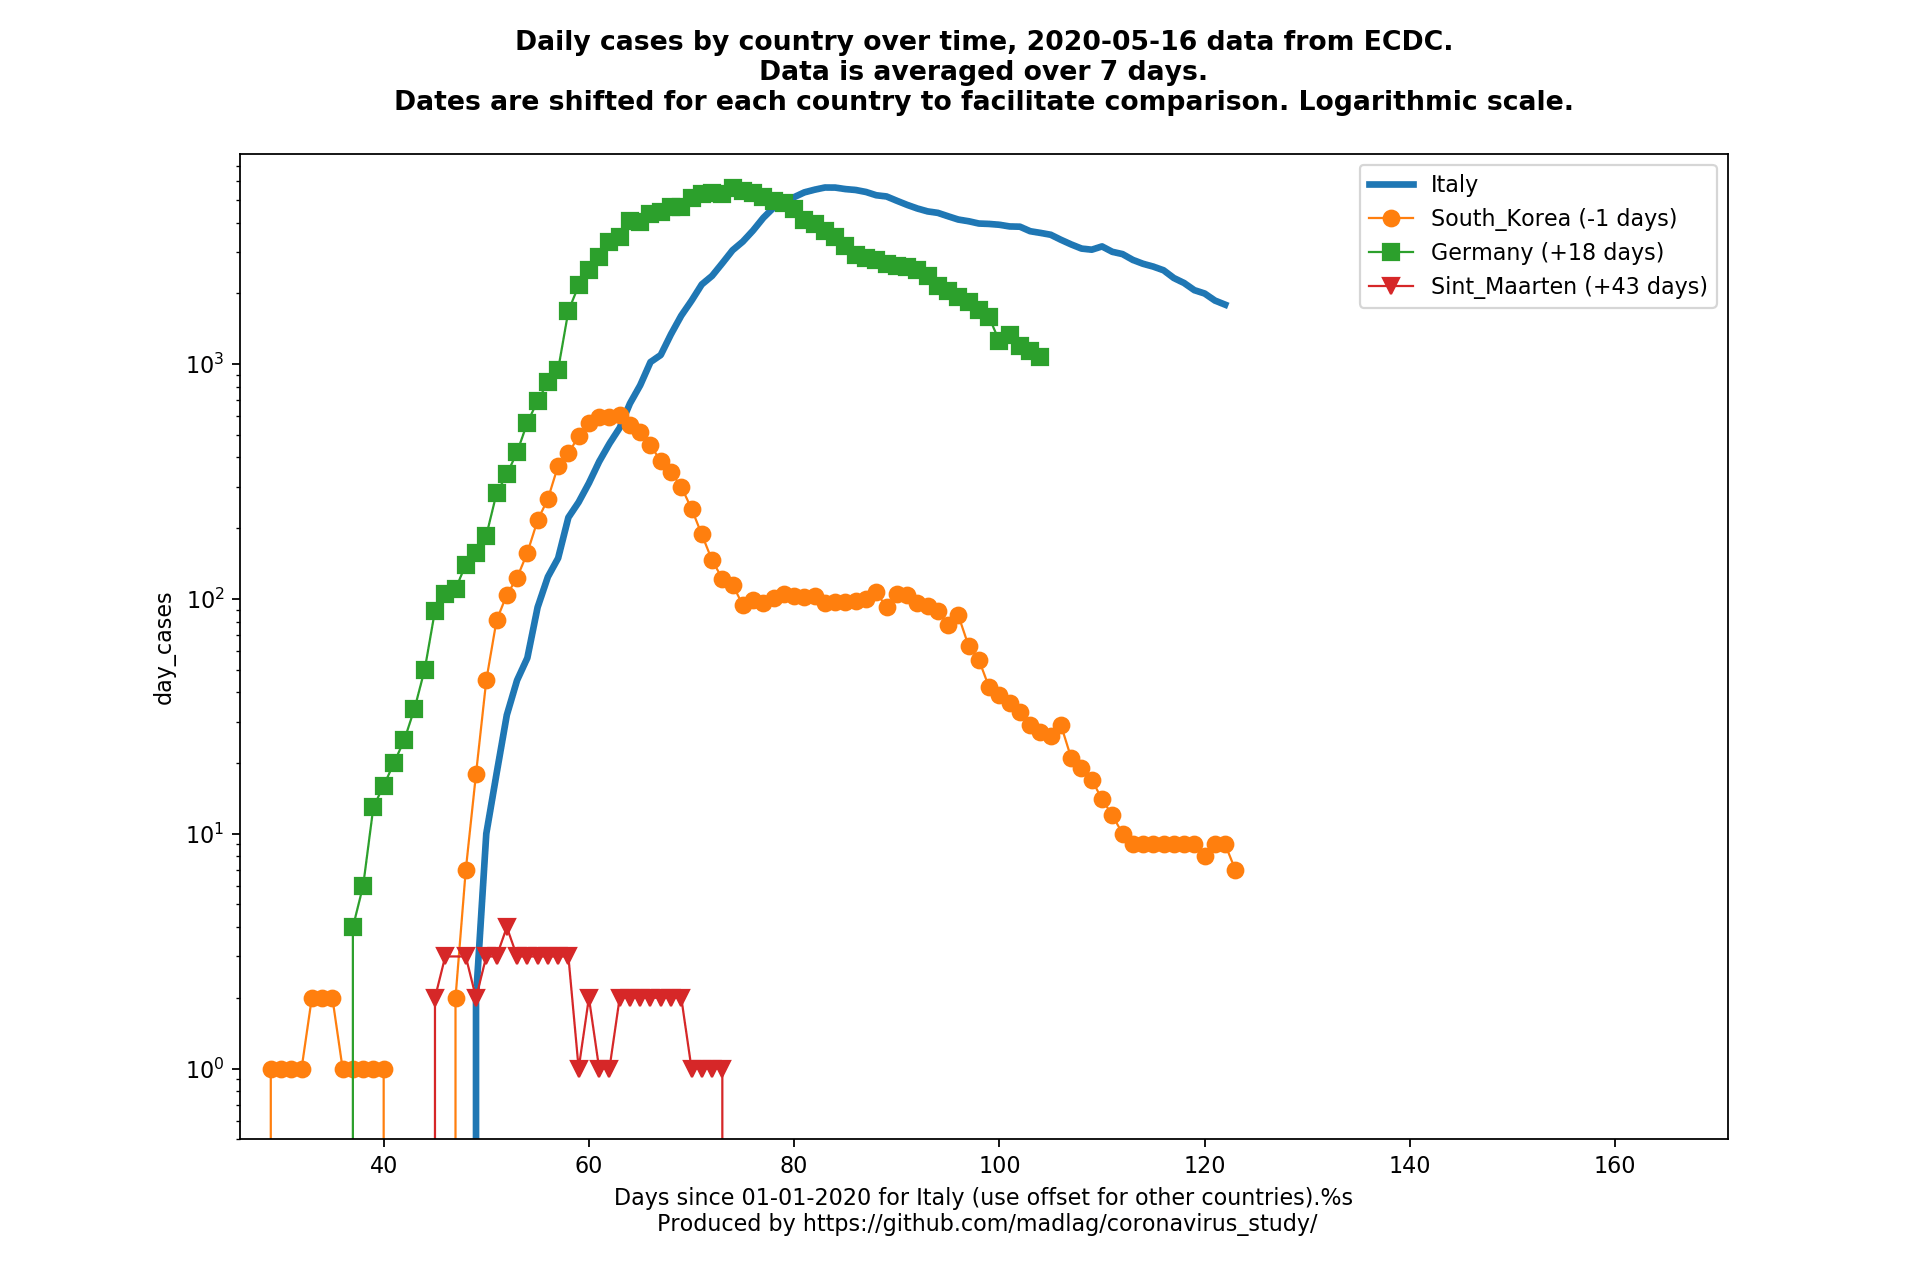 Daily cases by country over time, 2020-05-16 data from ECDC.
Data is averaged over 7 days.
Dates are shifted for each country to facilitate comparison. Logarithmic scale.
Italy
South_Korea (-1 days)
Germany (+18 days)
Sint_Maarten (+43 days)
day_cases
10³
10²
10¹
10⁰
40 60 80 100 120 140 160
Days since 01-01-2020 for Italy (use offset for other countries).%s
Produced by https://github.com/madlag/coronavirus_study/